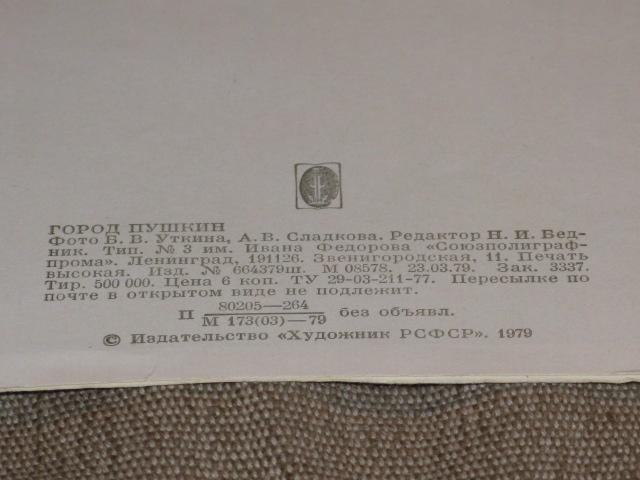 ГОРОД ПУШКИН
Фото Б. В. Уткина, А. В. Сладкова. Редактор Н. И. Бед-
ник. Тип. № 3 им. Ивана Федорова «Союзполиграф-
прома». Ленинград, 191126. Звенигородская, 11. Печать
высокая. Изд. № 664379ш. М 08578. 23.03.79. Зак. 3337.
Тир. 500 000. Цена 6 коп. ТУ 29-03-211-77. Пересылке по
почте в открытом виде не подлежит.
П 80205—264
М 173(03)—79 без объявл.
© Издательство «Художник РСФСР». 1979